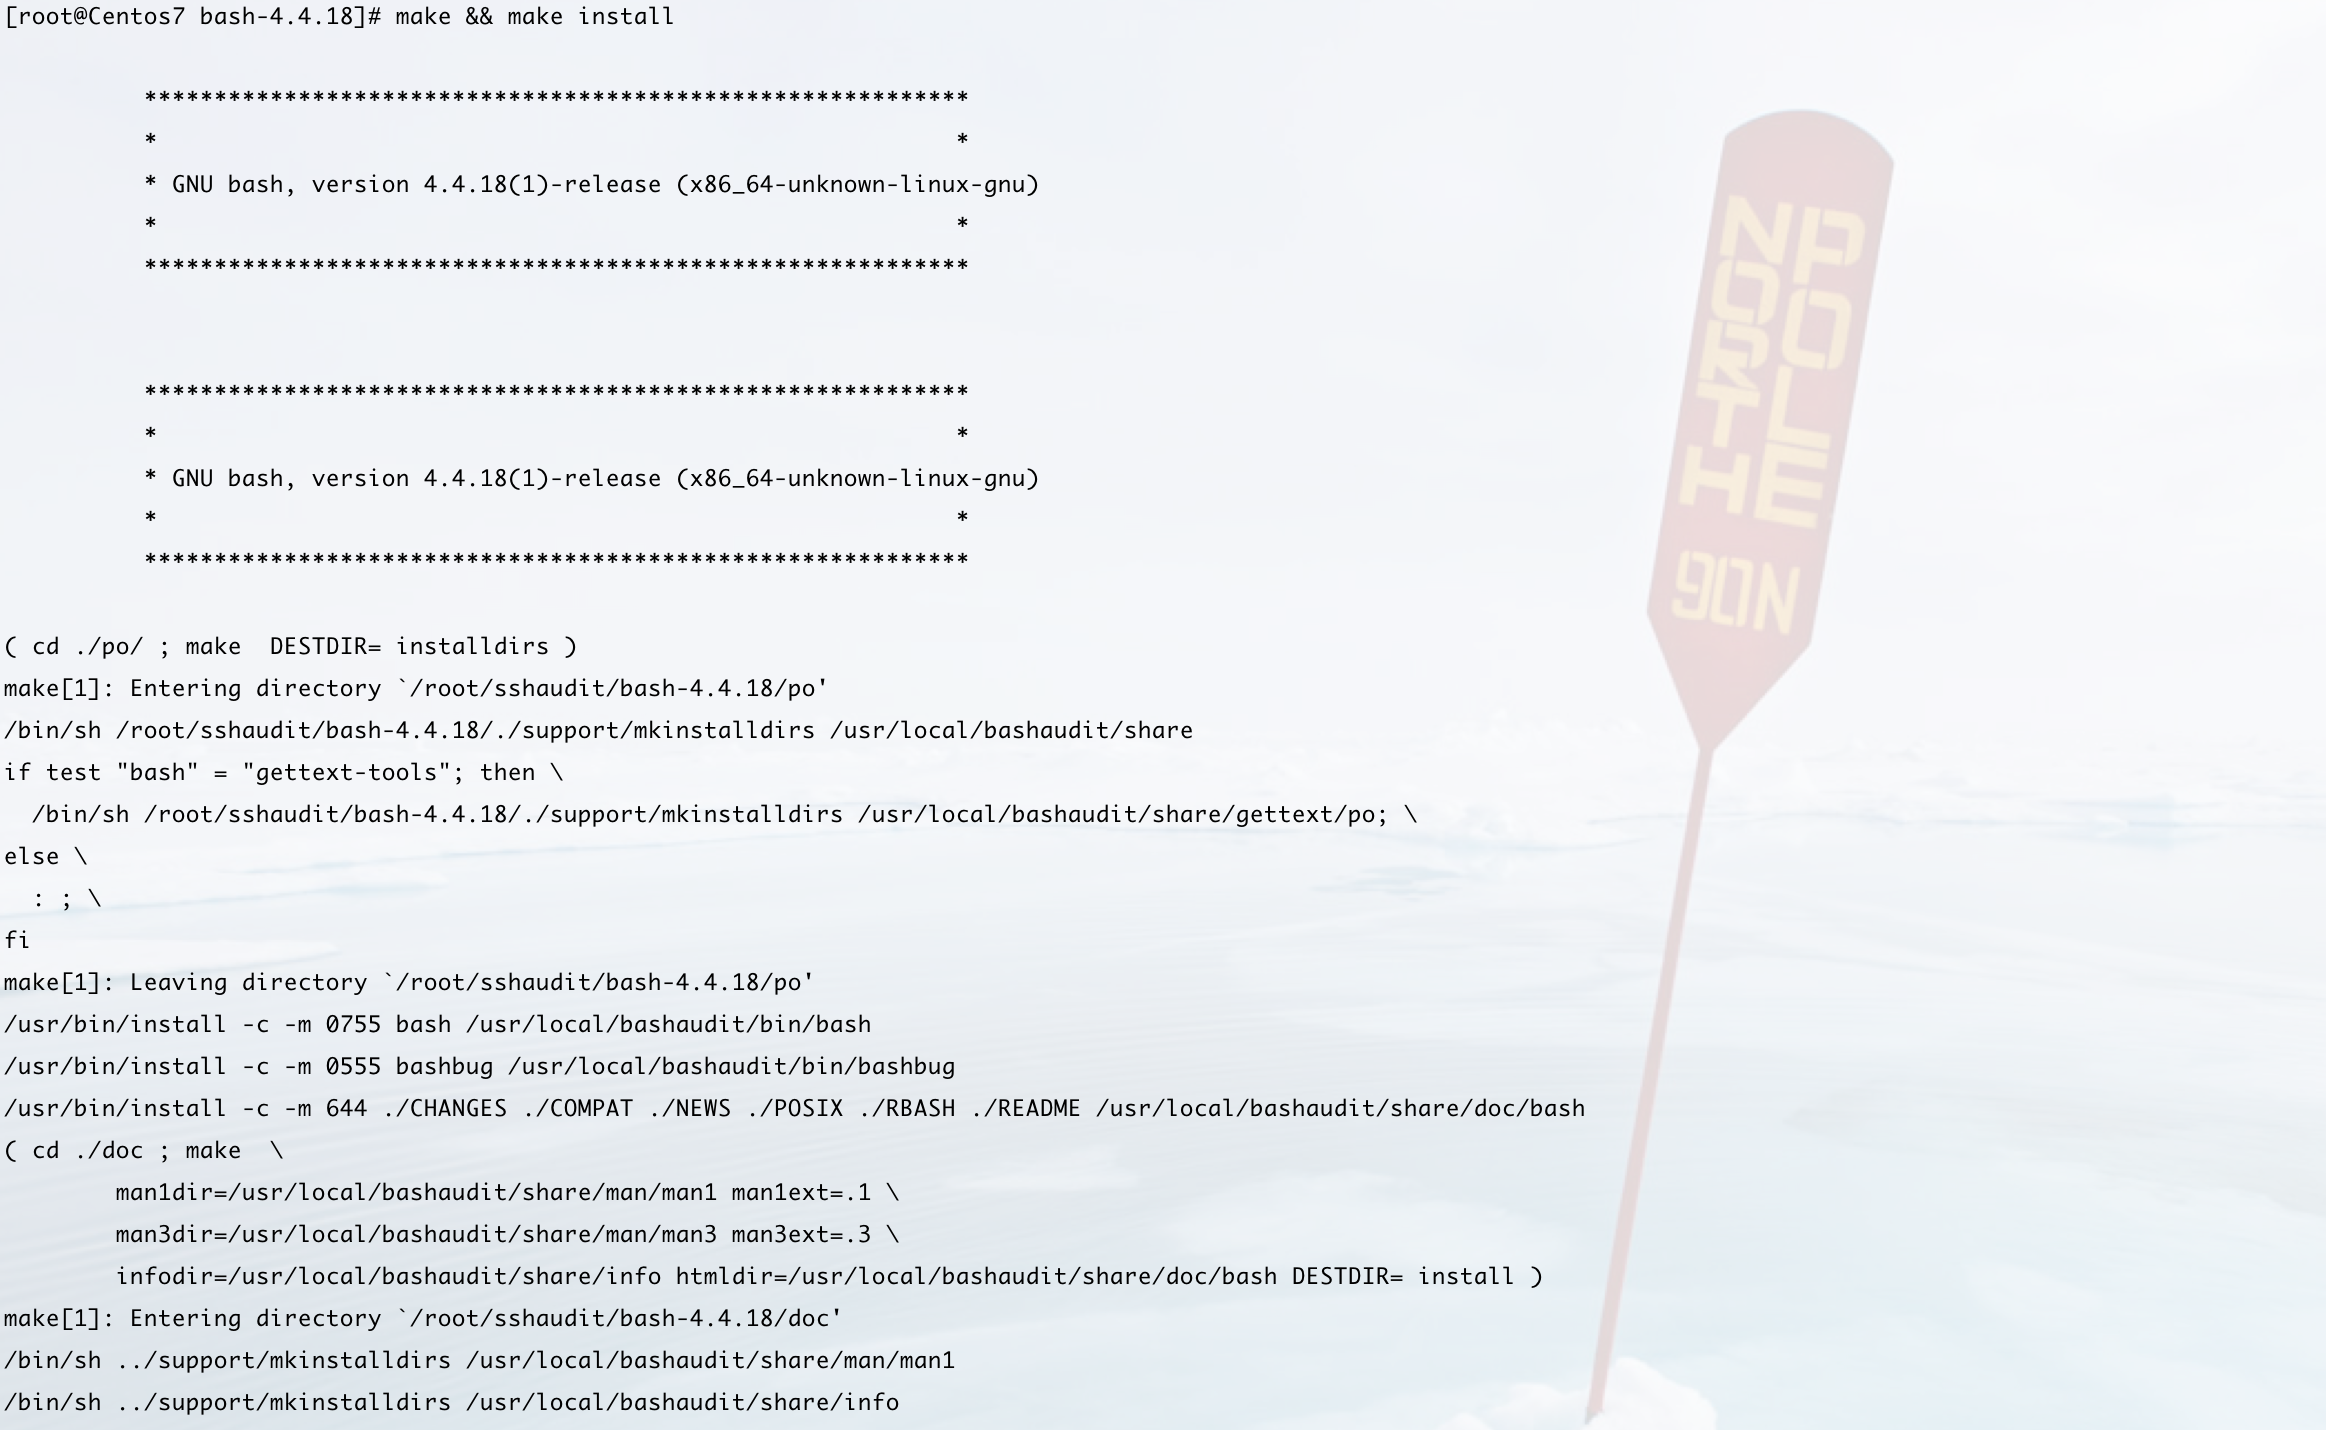 [root@Centos7 bash-4.4.18]# make && make install
***********************************************************
* *
* GNU bash, version 4.4.18(1)-release (x86_64-unknown-linux-gnu)
* *
***********************************************************
***********************************************************
* *
* GNU bash, version 4.4.18(1)-release (x86_64-unknown-linux-gnu)
* *
***********************************************************
( cd ./po/ ; make  DESTDIR= installdirs )
make[1]: Entering directory `/root/sshaudit/bash-4.4.18/po'
/bin/sh /root/sshaudit/bash-4.4.18/./support/mkinstalldirs /usr/local/bashaudit/share
if test "bash" = "gettext-tools"; then \
  /bin/sh /root/sshaudit/bash-4.4.18/./support/mkinstalldirs /usr/local/bashaudit/share/gettext/po; \
else \
  : ; \
fi
make[1]: Leaving directory `/root/sshaudit/bash-4.4.18/po'
/usr/bin/install -c -m 0755 bash /usr/local/bashaudit/bin/bash
/usr/bin/install -c -m 0555 bashbug /usr/local/bashaudit/bin/bashbug
/usr/bin/install -c -m 644 ./CHANGES ./COMPAT ./NEWS ./POSIX ./RBASH ./README /usr/local/bashaudit/share/doc/bash
( cd ./doc ; make  \
        man1dir=/usr/local/bashaudit/share/man/man1 man1ext=.1 \
        man3dir=/usr/local/bashaudit/share/man/man3 man3ext=.3 \
        infodir=/usr/local/bashaudit/share/info htmldir=/usr/local/bashaudit/share/doc/bash DESTDIR= install )
make[1]: Entering directory `/root/sshaudit/bash-4.4.18/doc'
/bin/sh ../support/mkinstalldirs /usr/local/bashaudit/share/man/man1
/bin/sh ../support/mkinstalldirs /usr/local/bashaudit/share/info
NORTH
POLE
90N